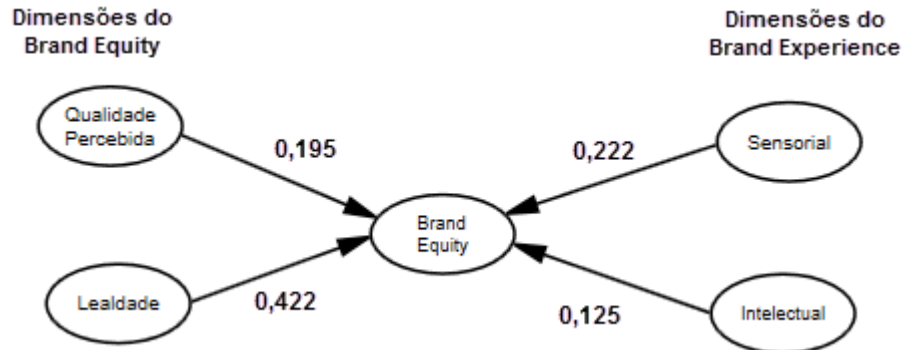 Dimensões do
Brand Equity
Dimensões do
Brand Experience
Qualidade
Percebida
0,195
0,222
Sensorial
Brand
Equity
Lealdade
0,422
0,125
Intelectual